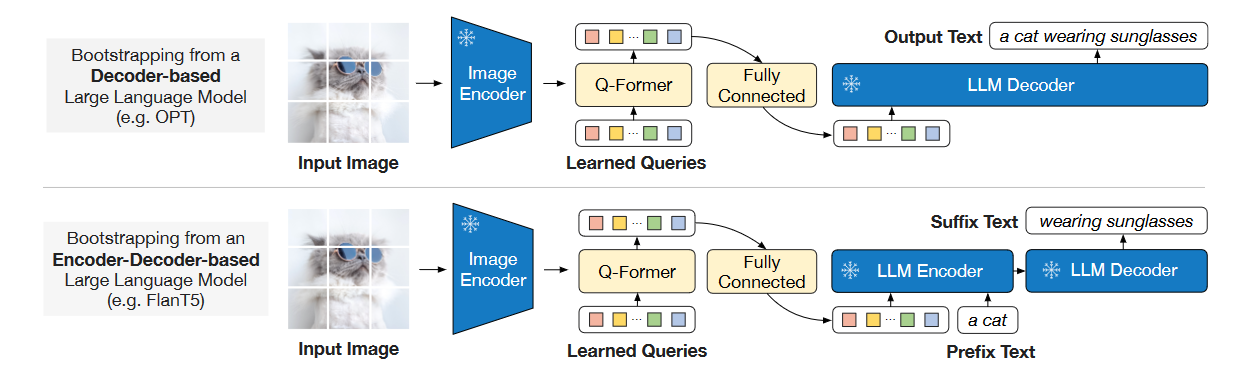 Bootstrapping from a
Decoder-based
Large Language Model
(e.g. OPT)
Input Image
Image
Encoder
...
Q-Former
...
Learned Queries
Fully
Connected
Output Text
a cat wearing sunglasses
LLM Decoder
...
Bootstrapping from an
Encoder-Decoder-based
Large Language Model
(e.g. FlanT5)
Input Image
Image
Encoder
...
Q-Former
...
Learned Queries
Fully
Connected
Suffix Text
wearing sunglasses
LLM Encoder
LLM Decoder
...
a cat
Prefix Text